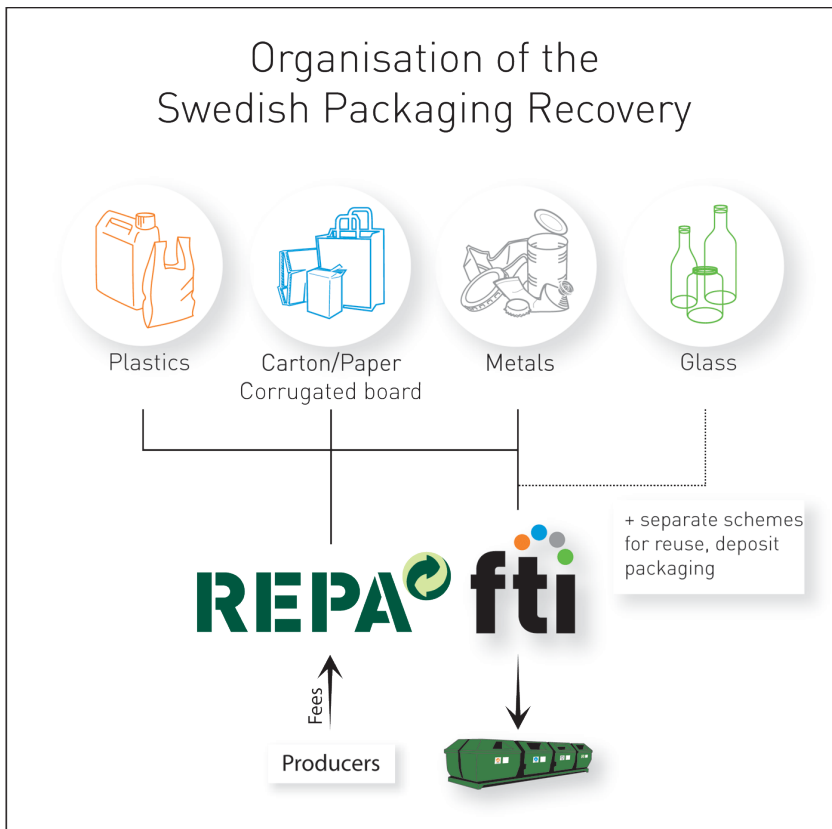 Organisation of the
Swedish Packaging Recovery
Plastics
Carton/Paper
Corrugated board
Metals
Glass
+ separate schemes
for reuse, deposit
packaging
REPA
fti
Fees
Producers